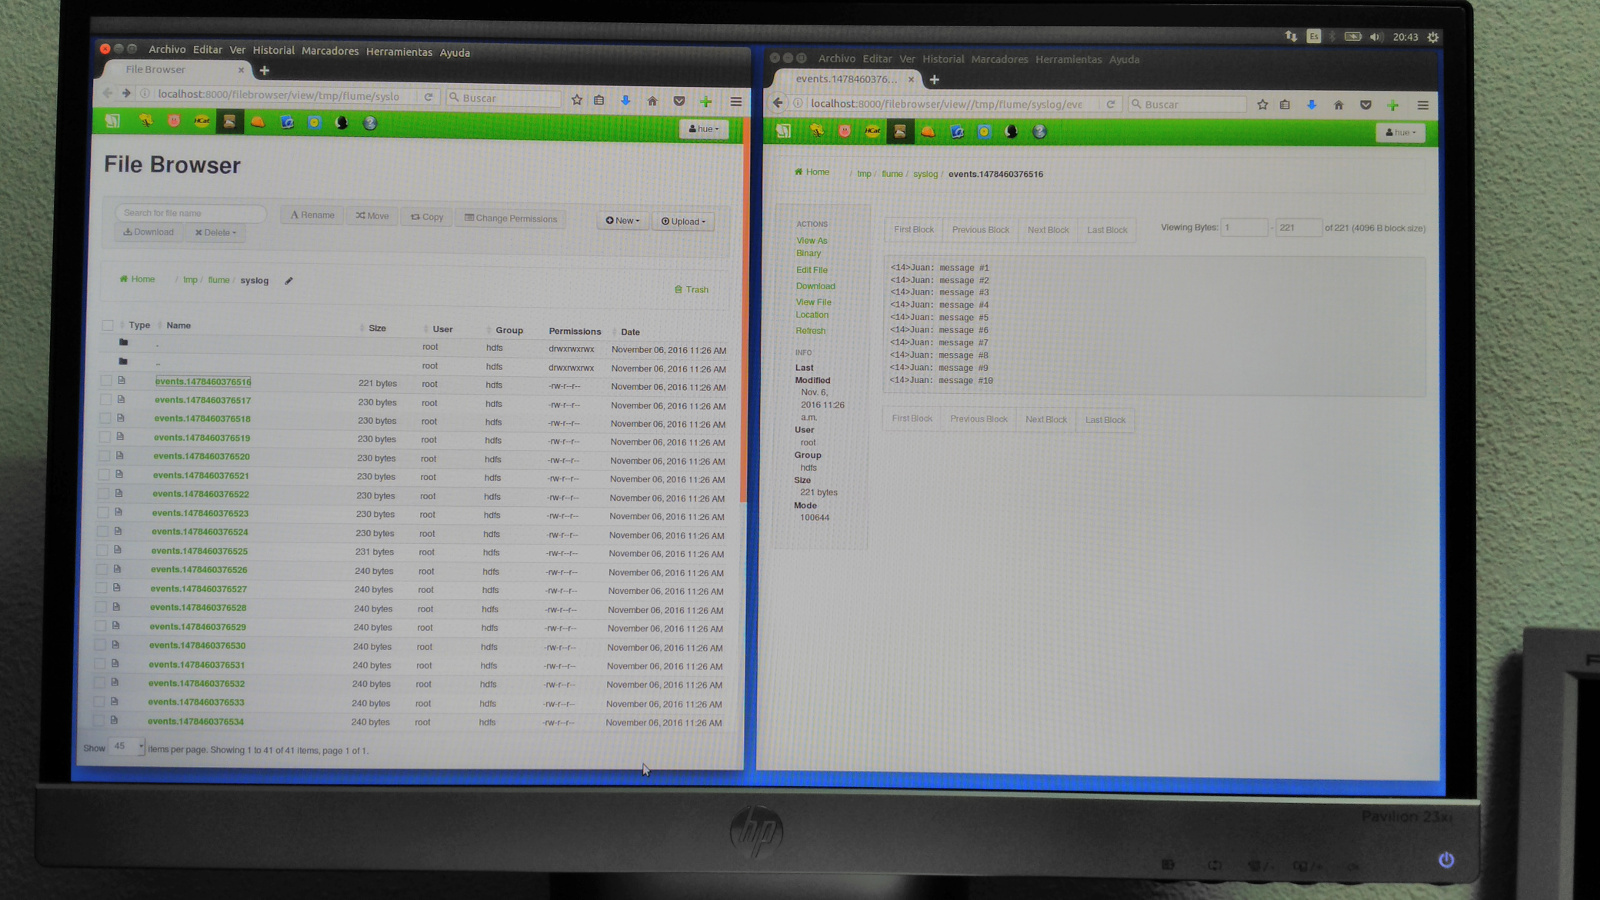 Es 20:43
Archivo Editar Ver Historial Marcadores Herramientas Ayuda
File Browser × +
localhost:8000/filebrowser/view/tmp/flume/syslo Buscar
HCat hue
File Browser
Search for file name Rename Move Copy Change Permissions New Upload
Download Delete
Home / tmp / flume / syslog
Trash
Type Name Size User Group Permissions Date
. root hdfs drwxrwxrwx November 06, 2016 11:26 AM
.. root hdfs drwxrwxrwx November 06, 2016 11:26 AM
events.1478460376516 221 bytes root hdfs -rw-r--r-- November 06, 2016 11:26 AM
events.1478460376517 230 bytes root hdfs -rw-r--r-- November 06, 2016 11:26 AM
events.1478460376518 230 bytes root hdfs -rw-r--r-- November 06, 2016 11:26 AM
events.1478460376519 230 bytes root hdfs -rw-r--r-- November 06, 2016 11:26 AM
events.1478460376520 230 bytes root hdfs -rw-r--r-- November 06, 2016 11:26 AM
events.1478460376521 230 bytes root hdfs -rw-r--r-- November 06, 2016 11:26 AM
events.1478460376522 230 bytes root hdfs -rw-r--r-- November 06, 2016 11:26 AM
events.1478460376523 230 bytes root hdfs -rw-r--r-- November 06, 2016 11:26 AM
events.1478460376524 230 bytes root hdfs -rw-r--r-- November 06, 2016 11:26 AM
events.1478460376525 231 bytes root hdfs -rw-r--r-- November 06, 2016 11:26 AM
events.1478460376526 240 bytes root hdfs -rw-r--r-- November 06, 2016 11:26 AM
events.1478460376527 240 bytes root hdfs -rw-r--r-- November 06, 2016 11:26 AM
events.1478460376528 240 bytes root hdfs -rw-r--r-- November 06, 2016 11:26 AM
events.1478460376529 240 bytes root hdfs -rw-r--r-- November 06, 2016 11:26 AM
events.1478460376530 240 bytes root hdfs -rw-r--r-- November 06, 2016 11:26 AM
events.1478460376531 240 bytes root hdfs -rw-r--r-- November 06, 2016 11:26 AM
events.1478460376532 240 bytes root hdfs -rw-r--r-- November 06, 2016 11:26 AM
events.1478460376533 240 bytes root hdfs -rw-r--r-- November 06, 2016 11:26 AM
events.1478460376534 240 bytes root hdfs -rw-r--r-- November 06, 2016 11:26 AM
Show 45 items per page. Showing 1 to 41 of 41 items, page 1 of 1.
Archivo Editar Ver Historial Marcadores Herramientas Ayuda
events.1478460376... × +
localhost:8000/filebrowser/view//tmp/flume/syslog/eve Buscar
HCat hue
Home / tmp / flume / syslog / events.1478460376516
ACTIONS
View As
Binary
Edit File
Download
View File
Location
Refresh
INFO
Last
Modified
Nov. 6,
2016 11:26
a.m.
User
root
Group
hdfs
Size
221 bytes
Mode
100644
First Block Previous Block Next Block Last Block Viewing Bytes: 1 - 221 of 221 (4096 B block size)
<14>Juan: message #1
<14>Juan: message #2
<14>Juan: message #3
<14>Juan: message #4
<14>Juan: message #5
<14>Juan: message #6
<14>Juan: message #7
<14>Juan: message #8
<14>Juan: message #9
<14>Juan: message #10
First Block Previous Block Next Block Last Block
hp
Pavilion 23xi